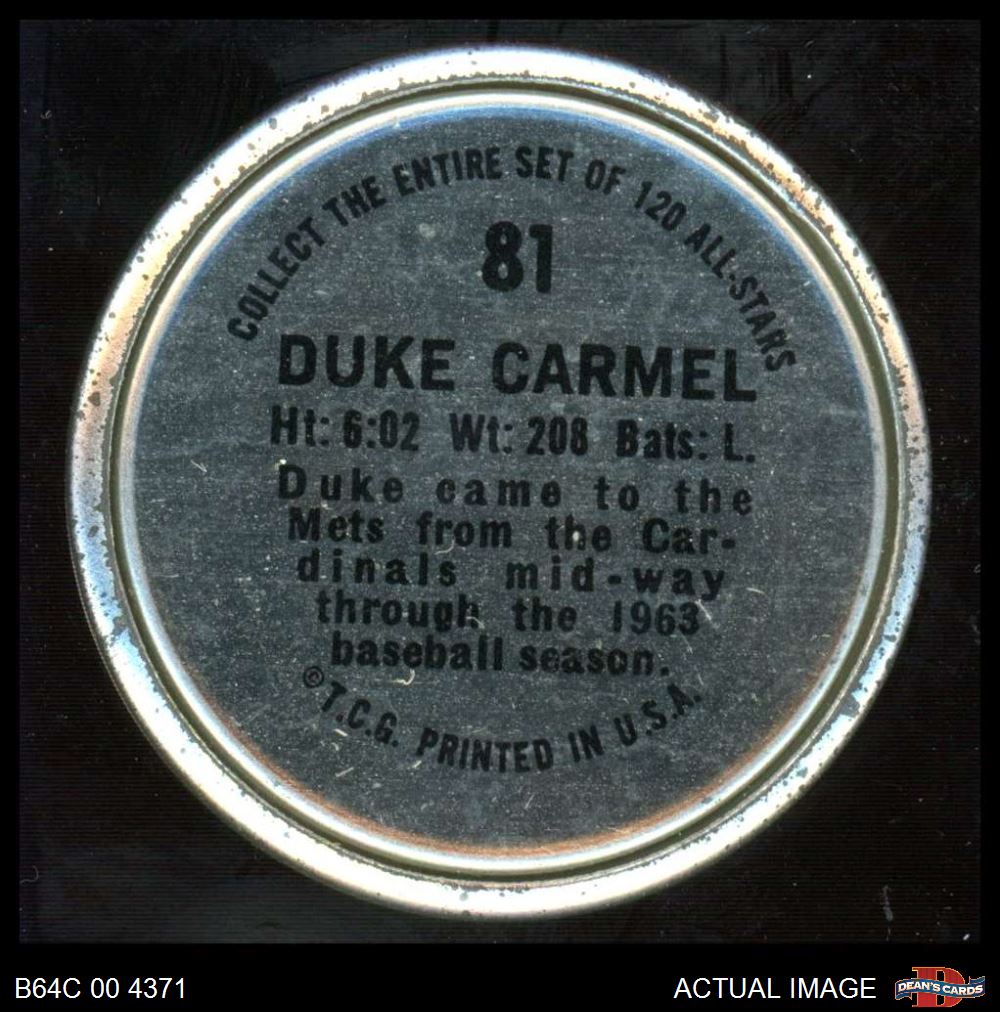 COLLECT THE ENTIRE SET OF 120 ALL-STARS
81
DUKE CARMEL
Ht: 6:02 Wt: 208 Bats: L.
Duke came to the
Mets from the Car-
dinals mid-way
through the 1963
baseball season.
© T.C.G. PRINTED IN U.S.A.
B64C 00 4371
ACTUAL IMAGE
DEAN'S CARDS